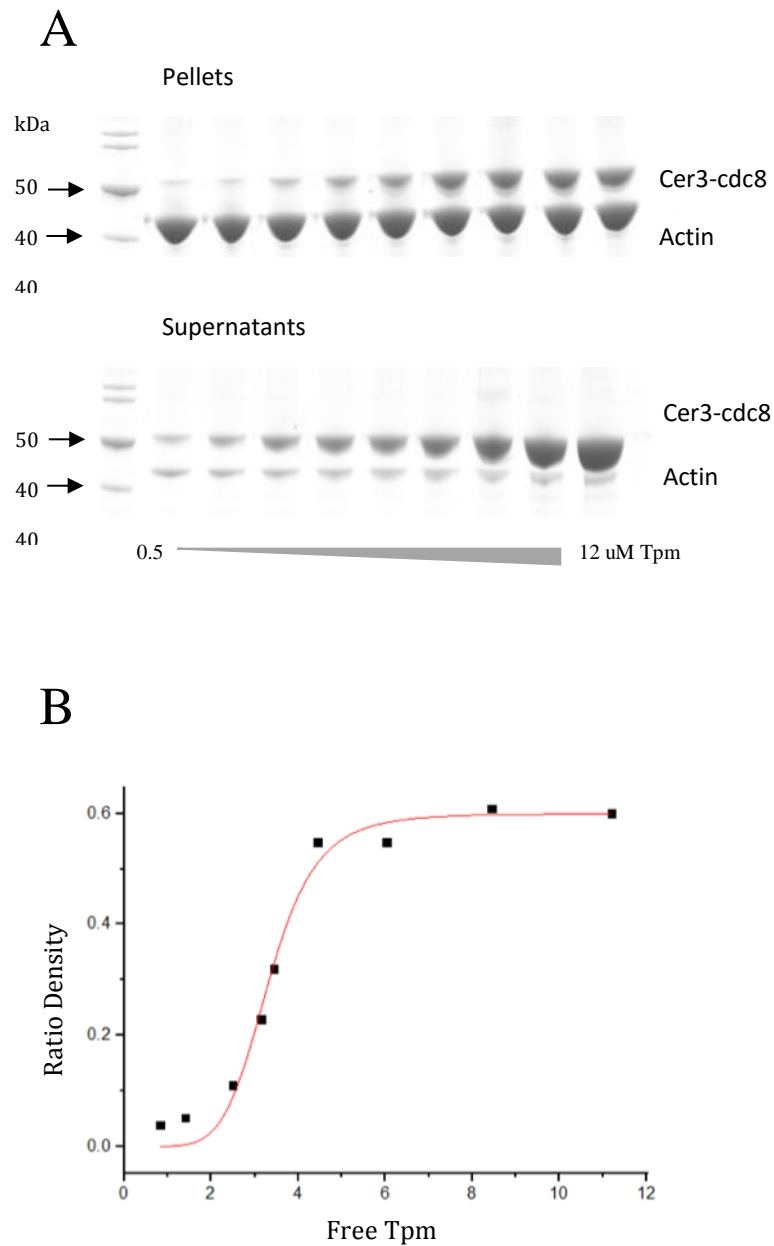 A
Pellets
kDa
50
Cer3-cdc8
40
Actin
40
Supernatants
Cer3-cdc8
50
Actin
40
40
0.5
12 uM Tpm
B
0.6
0.4
0.2
0.0
Ratio Density
0 2 4 6 8 10 12
Free Tpm